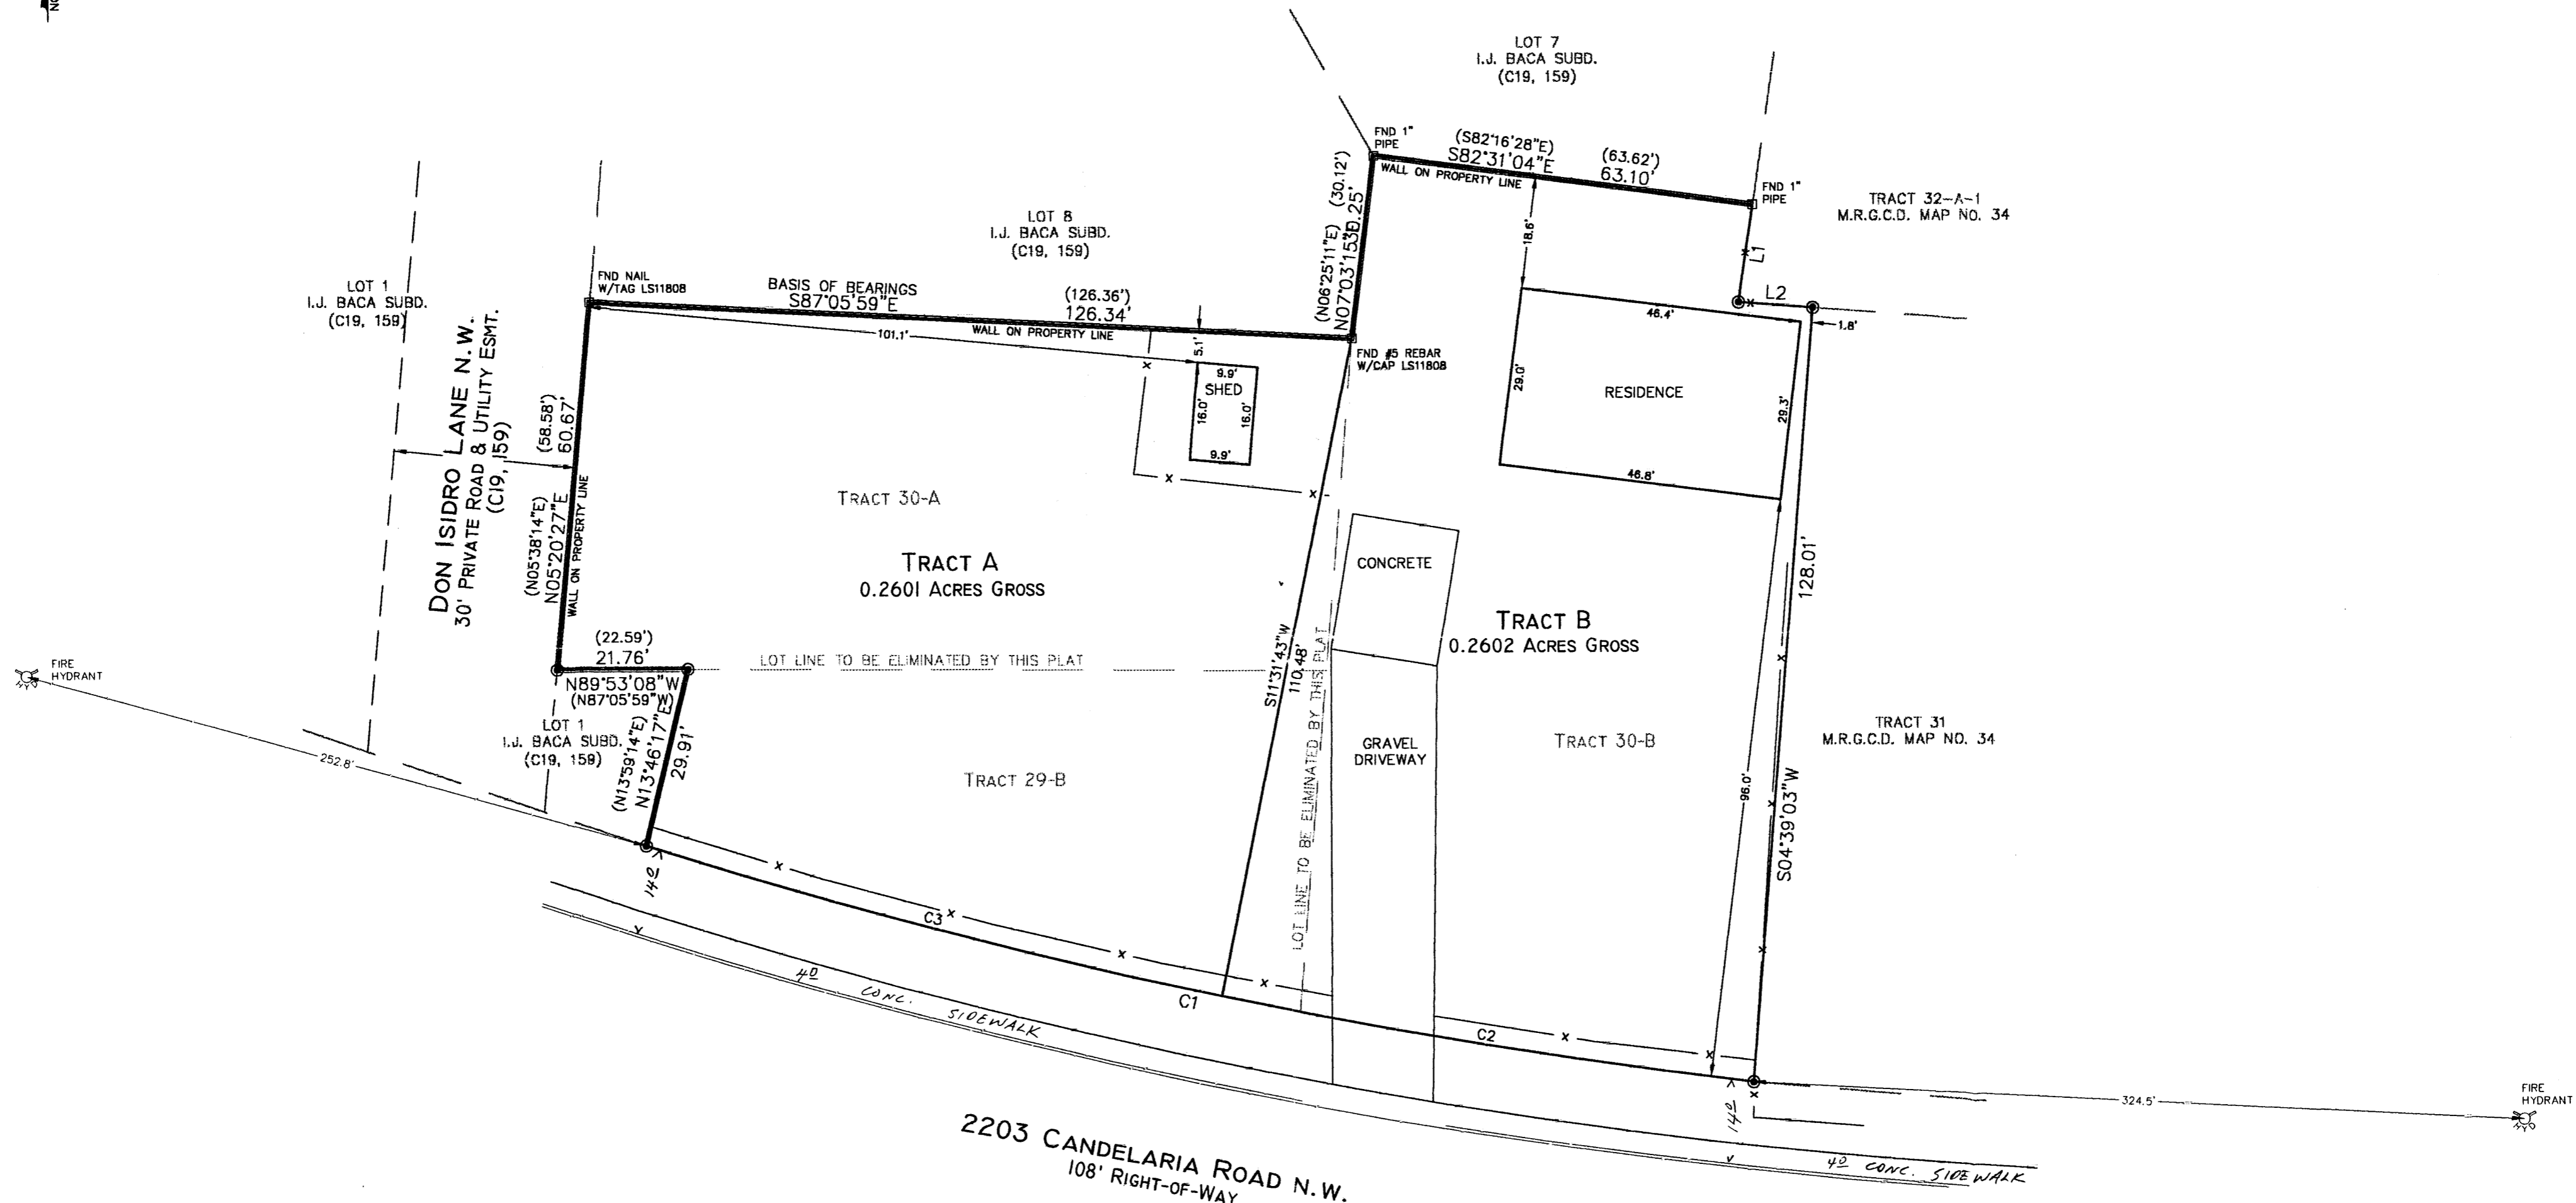 LOT 7
I.J. BACA SUBD.
(C19, 159)
FND 1"
PIPE
(S82°16'28"E)
S82°31'04"E
(63.62')
63.10'
WALL ON PROPERTY LINE
FND 1"
PIPE
TRACT 32-A-1
M.R.G.C.D. MAP NO. 34
(N06°25'11"E) (30.12')
18.6'
L1
L2
1.8'
LOT 8
I.J. BACA SUBD.
(C19, 159)
LOT 1
I.J. BACA SUBD.
(C19, 159)
FND NAIL
W/TAG LS11808
BASIS OF BEARINGS
S87°05'59"E
(126.36')
126.34'
WALL ON PROPERTY LINE
101.1'
5.1'
FND #5 REBAR
W/CAP LS11808
9.9'
SHED
16.0'
16.0'
9.9'
46.4'
29.0'
RESIDENCE
29.3'
46.8'
DON ISIDRO LANE N.W.
30' PRIVATE ROAD & UTILITY ESMT.
(C19, 159)
(58.58')
60.67'
(N05°38'14"E)
N05°20'27"E
WALL ON PROPERTY LINE
TRACT 30-A
TRACT A
0.2601 ACRES GROSS
CONCRETE
TRACT B
0.2602 ACRES GROSS
128.01'
S04°39'03"W
(22.59')
21.76'
N89°53'08"W
(N87°05'59"W)
LOT LINE TO BE ELIMINATED BY THIS PLAT
S11°31'43"W
110.48'
LOT LINE TO BE ELIMINATED BY THIS PLAT
FIRE
HYDRANT
HYD
252.8'
LOT 1
I.J. BACA SUBD.
(C19, 159)
(N13°59'14"E)
N13°46'17"E
29.91'
TRACT 29-B
GRAVEL
DRIVEWAY
TRACT 30-B
96.0'
TRACT 31
M.R.G.C.D. MAP NO. 34
14.0
C3
C1
C2
4.0 CONC. SIDEWALK
14.0
324.5'
FIRE
HYDRANT
HYD
4.0 CONC. SIDEWALK
2203 CANDELARIA ROAD N.W.
108' RIGHT-OF-WAY